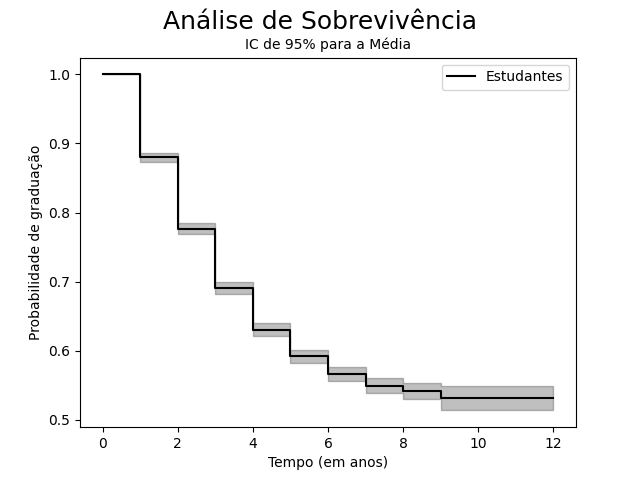 Análise de Sobrevivência
IC de 95% para a Média
Estudantes
Probabilidade de graduação
1.0
0.9
0.8
0.7
0.6
0.5
0
2
4
6
8
10
12
Tempo (em anos)